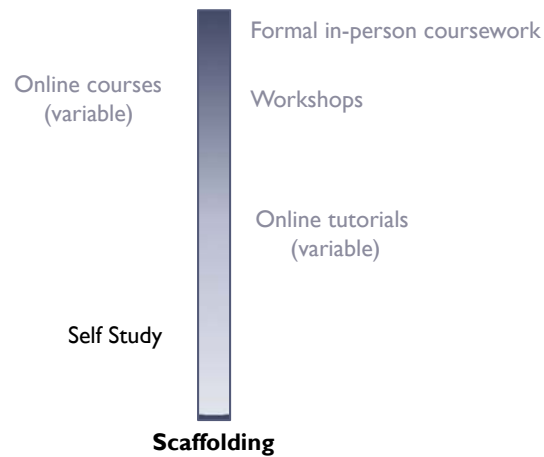 Formal in-person coursework
Online courses
(variable)
Workshops
Online tutorials
(variable)
Self Study
Scaffolding